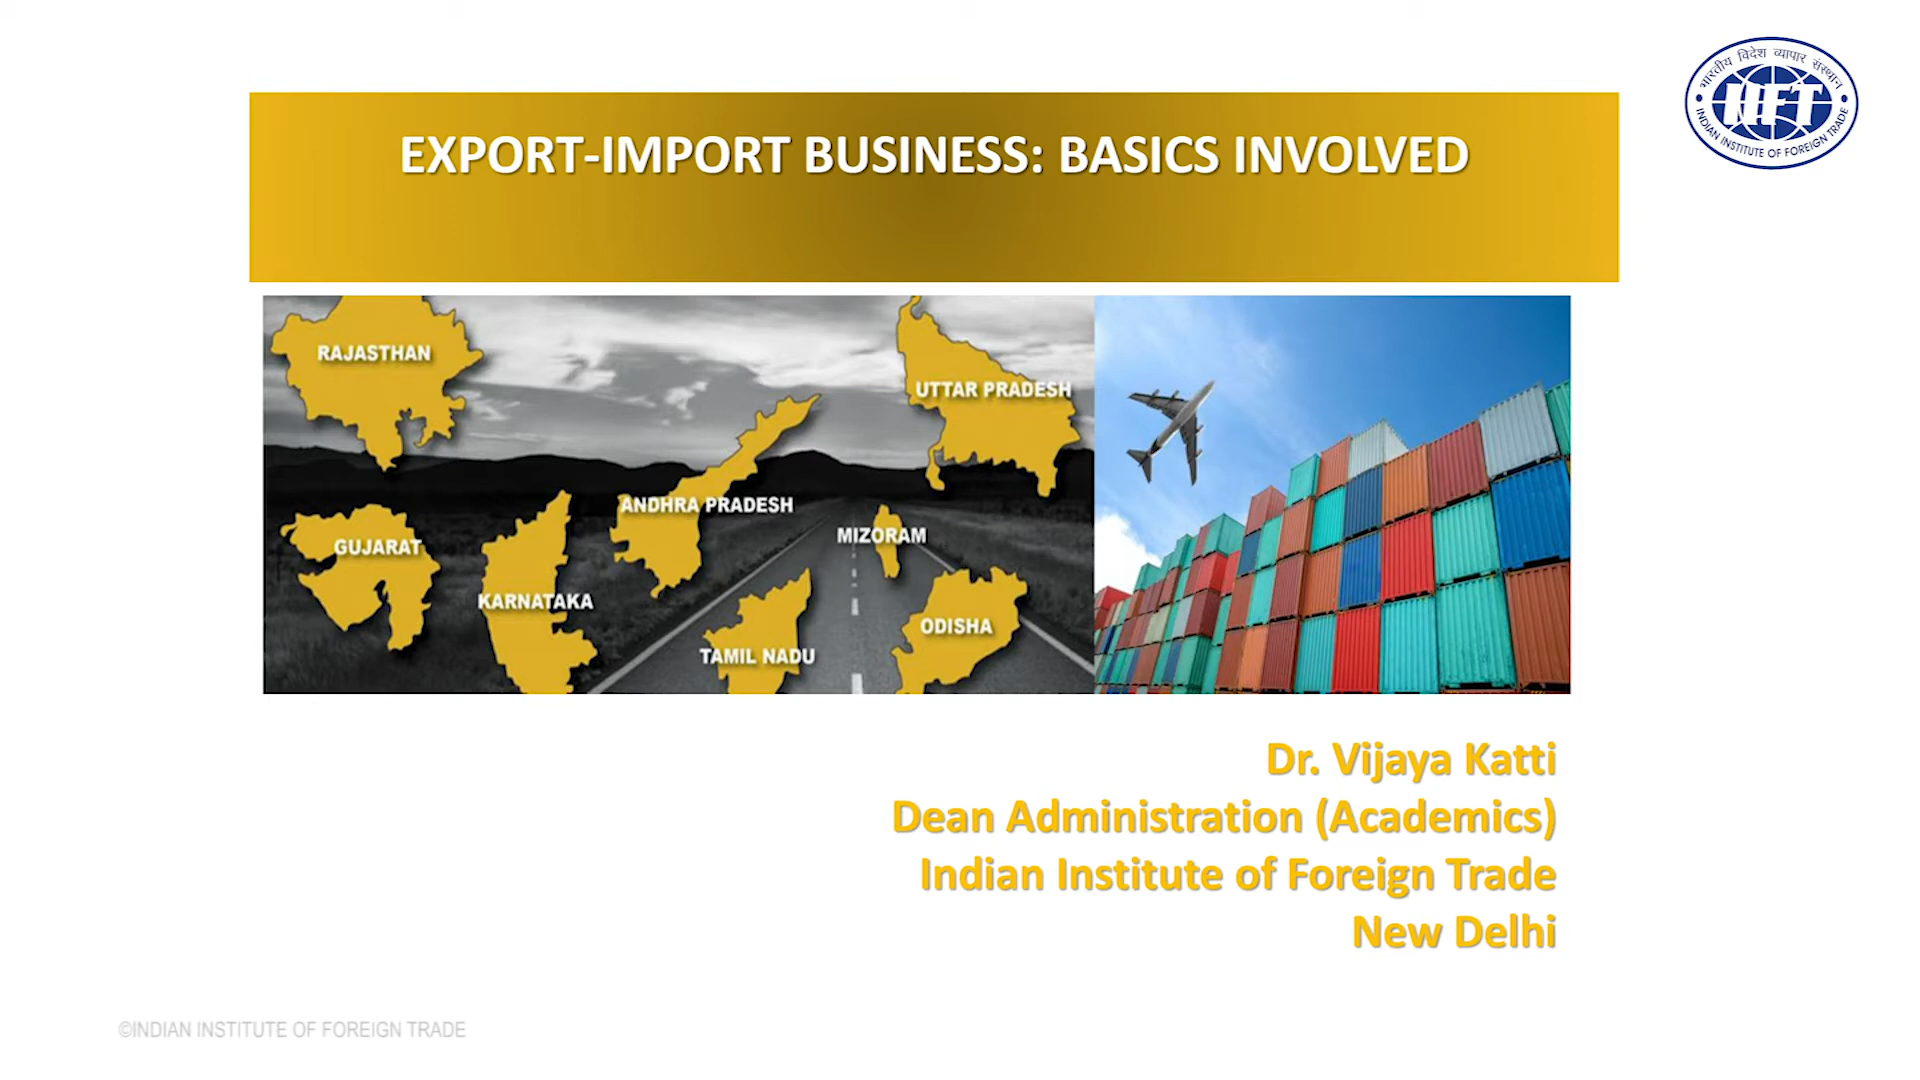 भारतीय विदेश व्यापार संस्थान
IIFT
INDIAN INSTITUTE OF FOREIGN TRADE
EXPORT-IMPORT BUSINESS: BASICS INVOLVED
RAJASTHAN
UTTAR PRADESH
ANDHRA PRADESH
MIZORAM
GUJARAT
KARNATAKA
ODISHA
TAMIL NADU
Dr. Vijaya Katti
Dean Administration (Academics)
Indian Institute of Foreign Trade
New Delhi
©INDIAN INSTITUTE OF FOREIGN TRADE